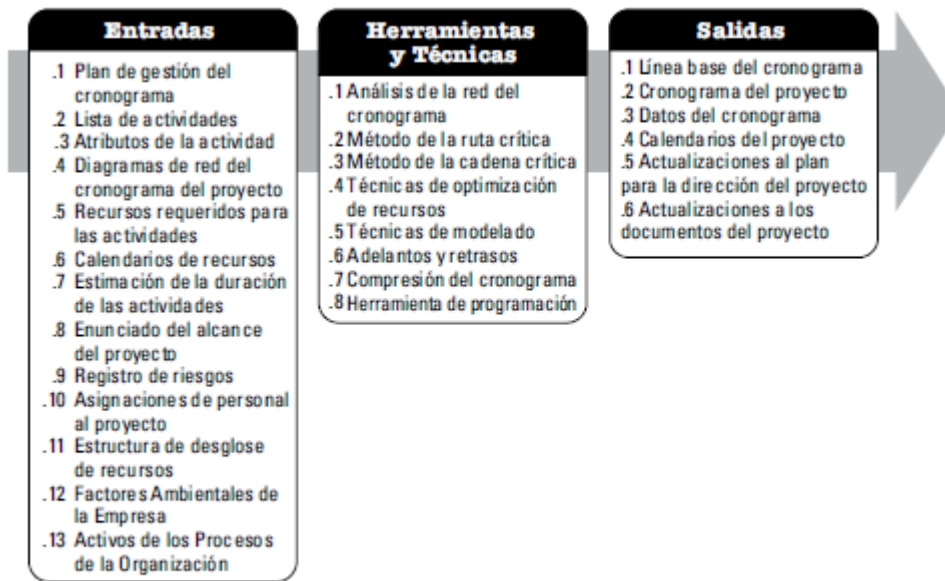 Entradas
.1 Plan de gestión del
cronograma
.2 Lista de actividades
.3 Atributos de la actividad
.4 Diagramas de red del
cronograma del proyecto
.5 Recursos requeridos para
las actividades
.6 Calendarios de recursos
.7 Estimación de la duración
de las actividades
.8 Enunciado del alcance
del proyecto
.9 Registro de riesgos
.10 Asignaciones de personal
al proyecto
.11 Estructura de desglose
de recursos
.12 Factores Ambientales de
la Empresa
.13 Activos de los Procesos
de la Organización
Herramientas
y Técnicas
.1 Análisis de la red del
cronograma
.2 Método de la ruta crítica
.3 Método de la cadena crítica
.4 Técnicas de optimización
de recursos
.5 Técnicas de modelado
.6 Adelantos y retrasos
.7 Compresión del cronograma
.8 Herramienta de programación
Salidas
.1 Línea base del cronograma
.2 Cronograma del proyecto
.3 Datos del cronograma
.4 Calendarios del proyecto
.5 Actualizaciones al plan
para la dirección del proyecto
.6 Actualizaciones a los
documentos del proyecto